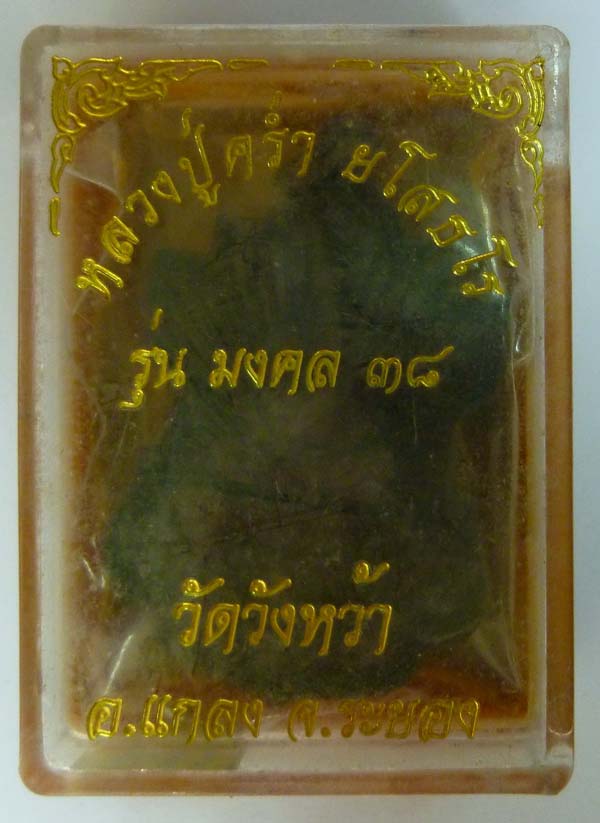 หลวงปู่คร่ำ ยโสธโร
รุ่น มงคล ๓๘
วัดวังหว้า
อ.แกลง จ.ระยอง